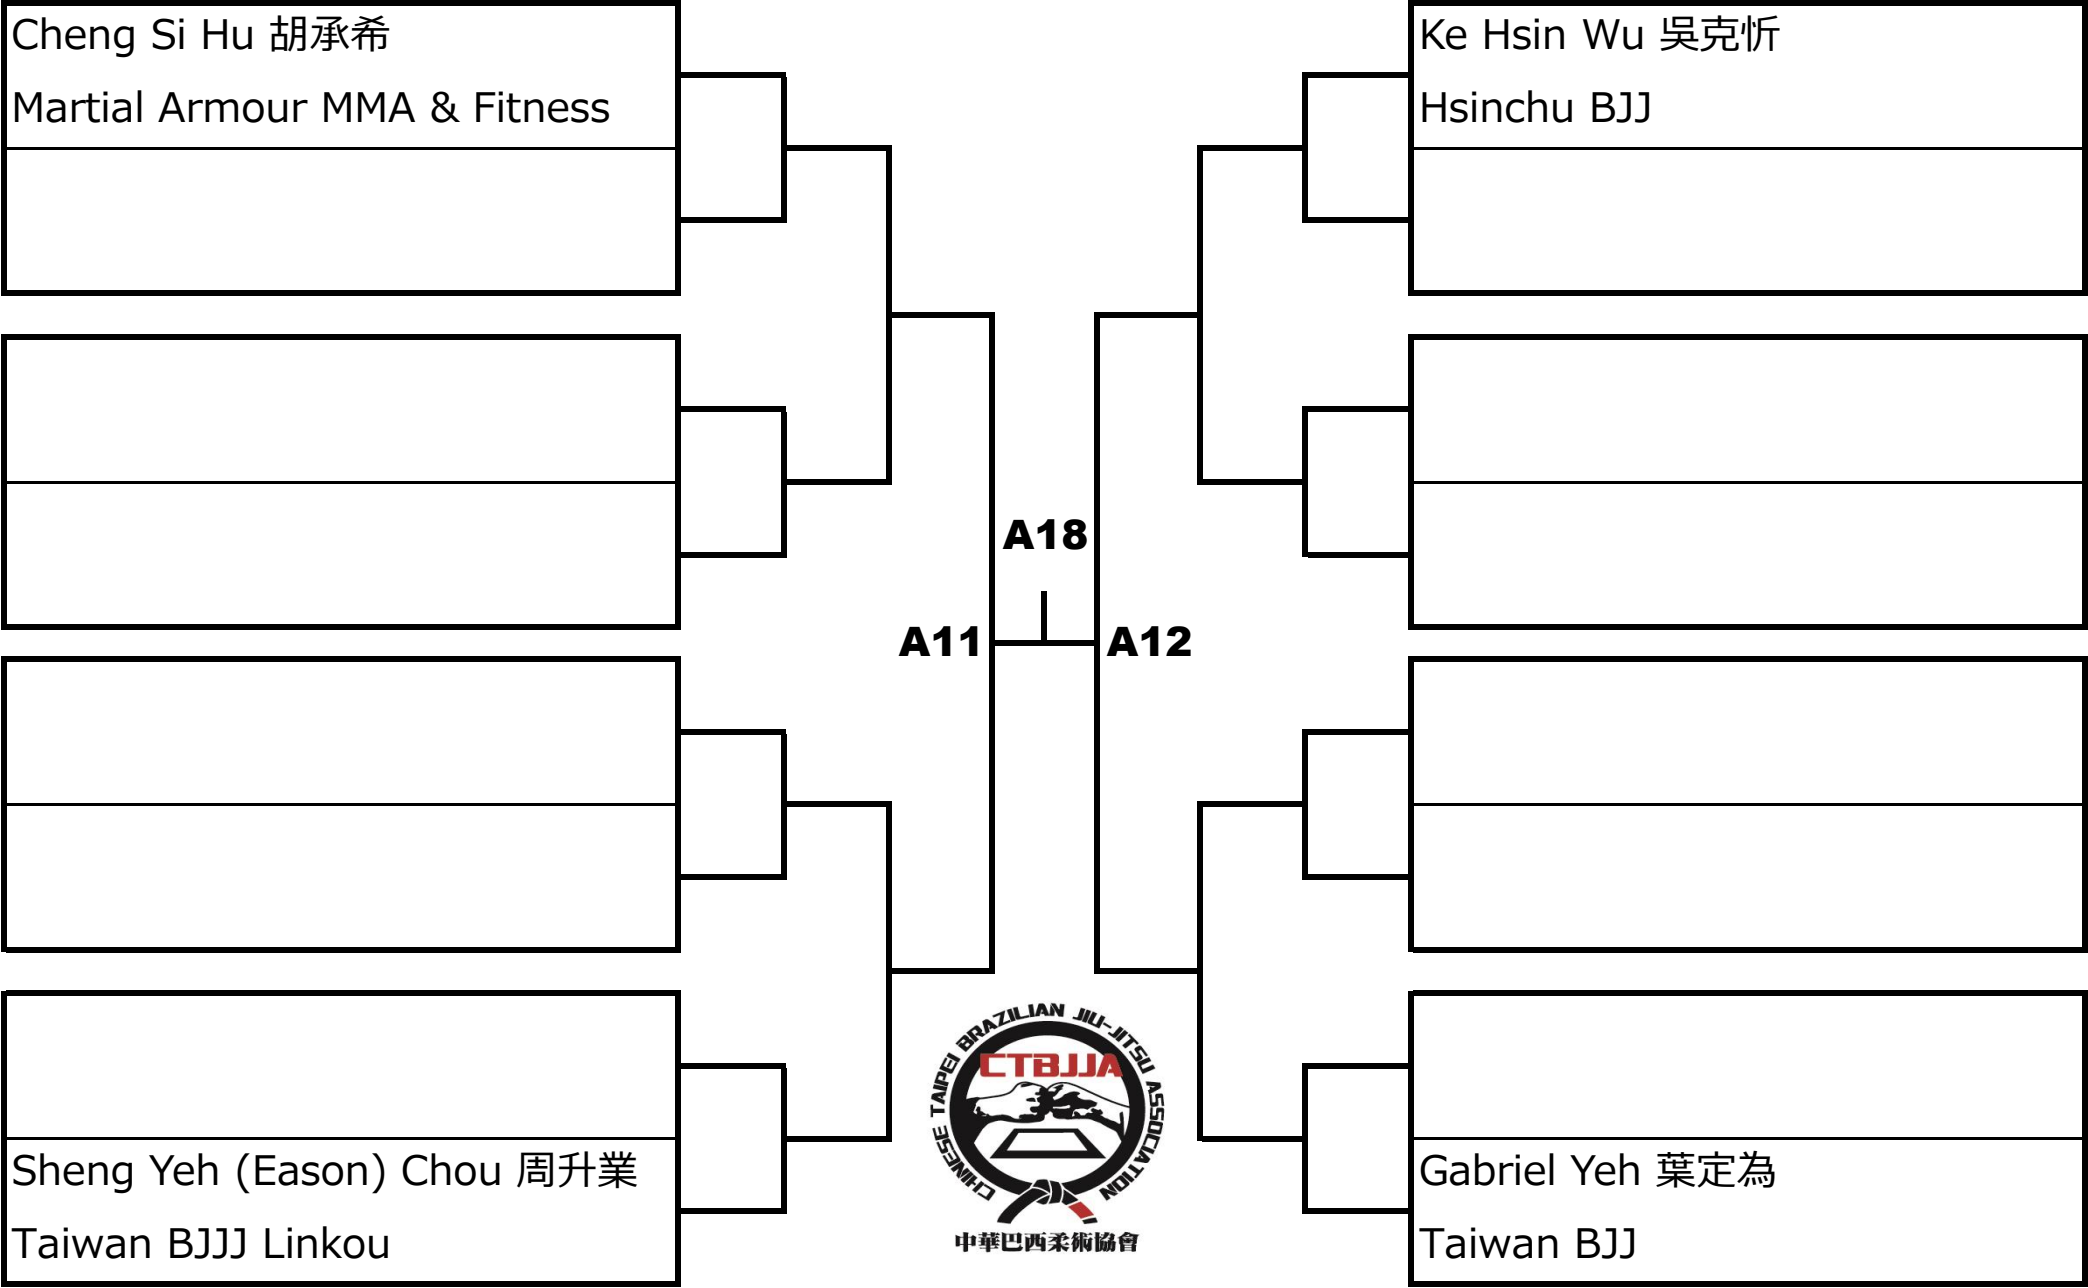 Cheng Si Hu 胡承希
Martial Armour MMA & Fitness
Ke Hsin Wu 吳克忻
Hsinchu BJJ
A18
A11
A12
Sheng Yeh (Eason) Chou 周升業
Taiwan BJJJ Linkou
CHINESE TAIPEI BRAZILIAN JIU-JITSU ASSOCIATION
CTBJJA
中華巴西柔術協會
Gabriel Yeh 葉定為
Taiwan BJJ